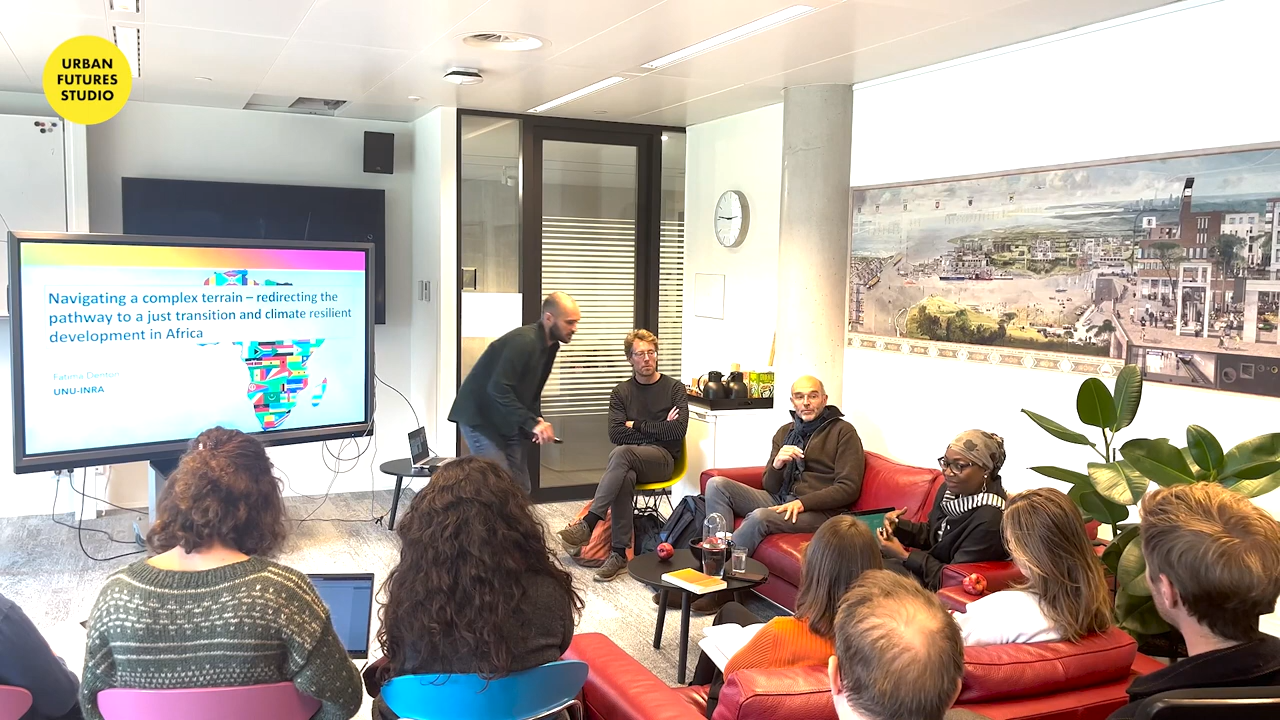 URBAN
FUTURES
STUDIO
Navigating a complex terrain – redirecting the
pathway to a just transition and climate resilient
development in Africa
Fatima Denton
UNU-INRA